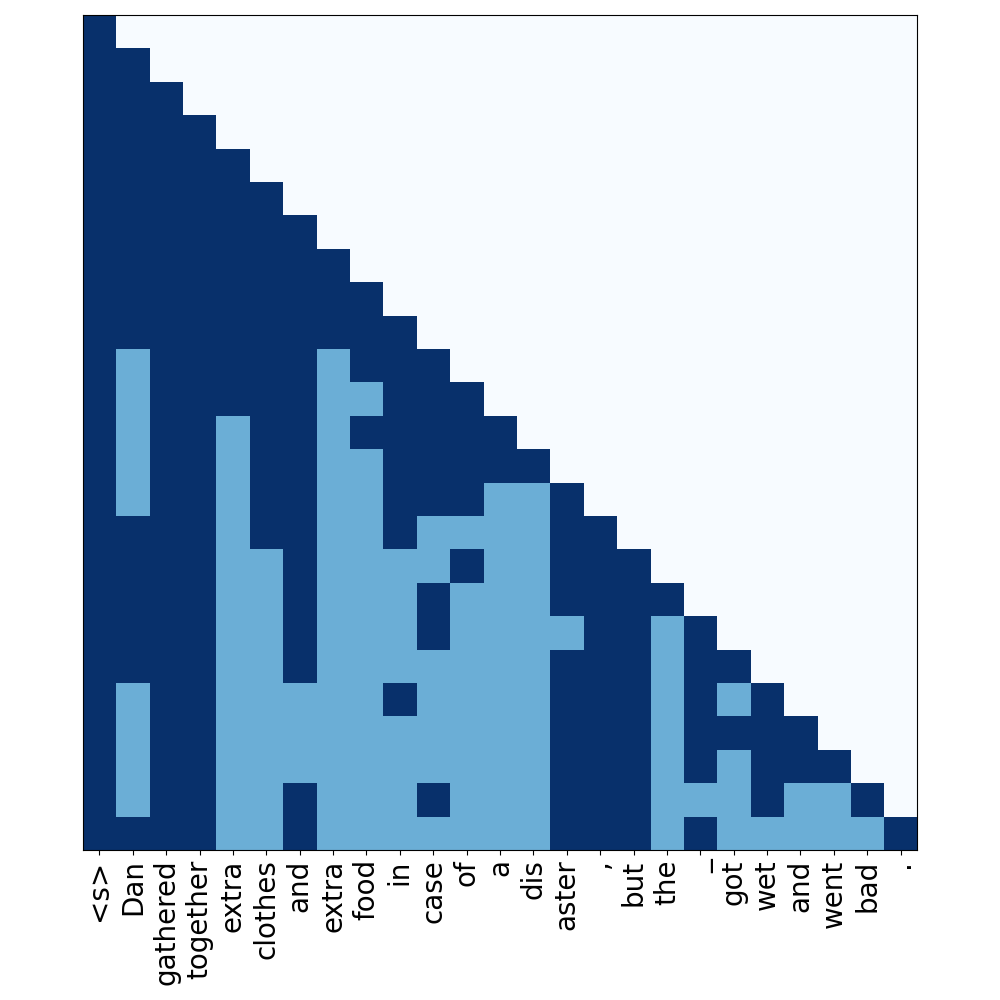 <s>
Dan
gathered
together
extra
clothes
and
extra
food
in
case
of
a
dis
aster
,
but
the
_
got
wet
and
went
bad
.